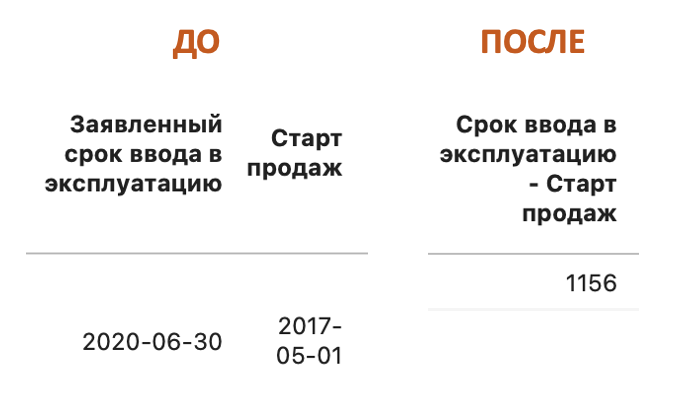 ДО
Заявленный
срок ввода в
эксплуатацию
Старт
продаж
2020-06-30
2017-
05-01
ПОСЛЕ
Срок ввода в
эксплуатацию
- Старт
продаж
1156